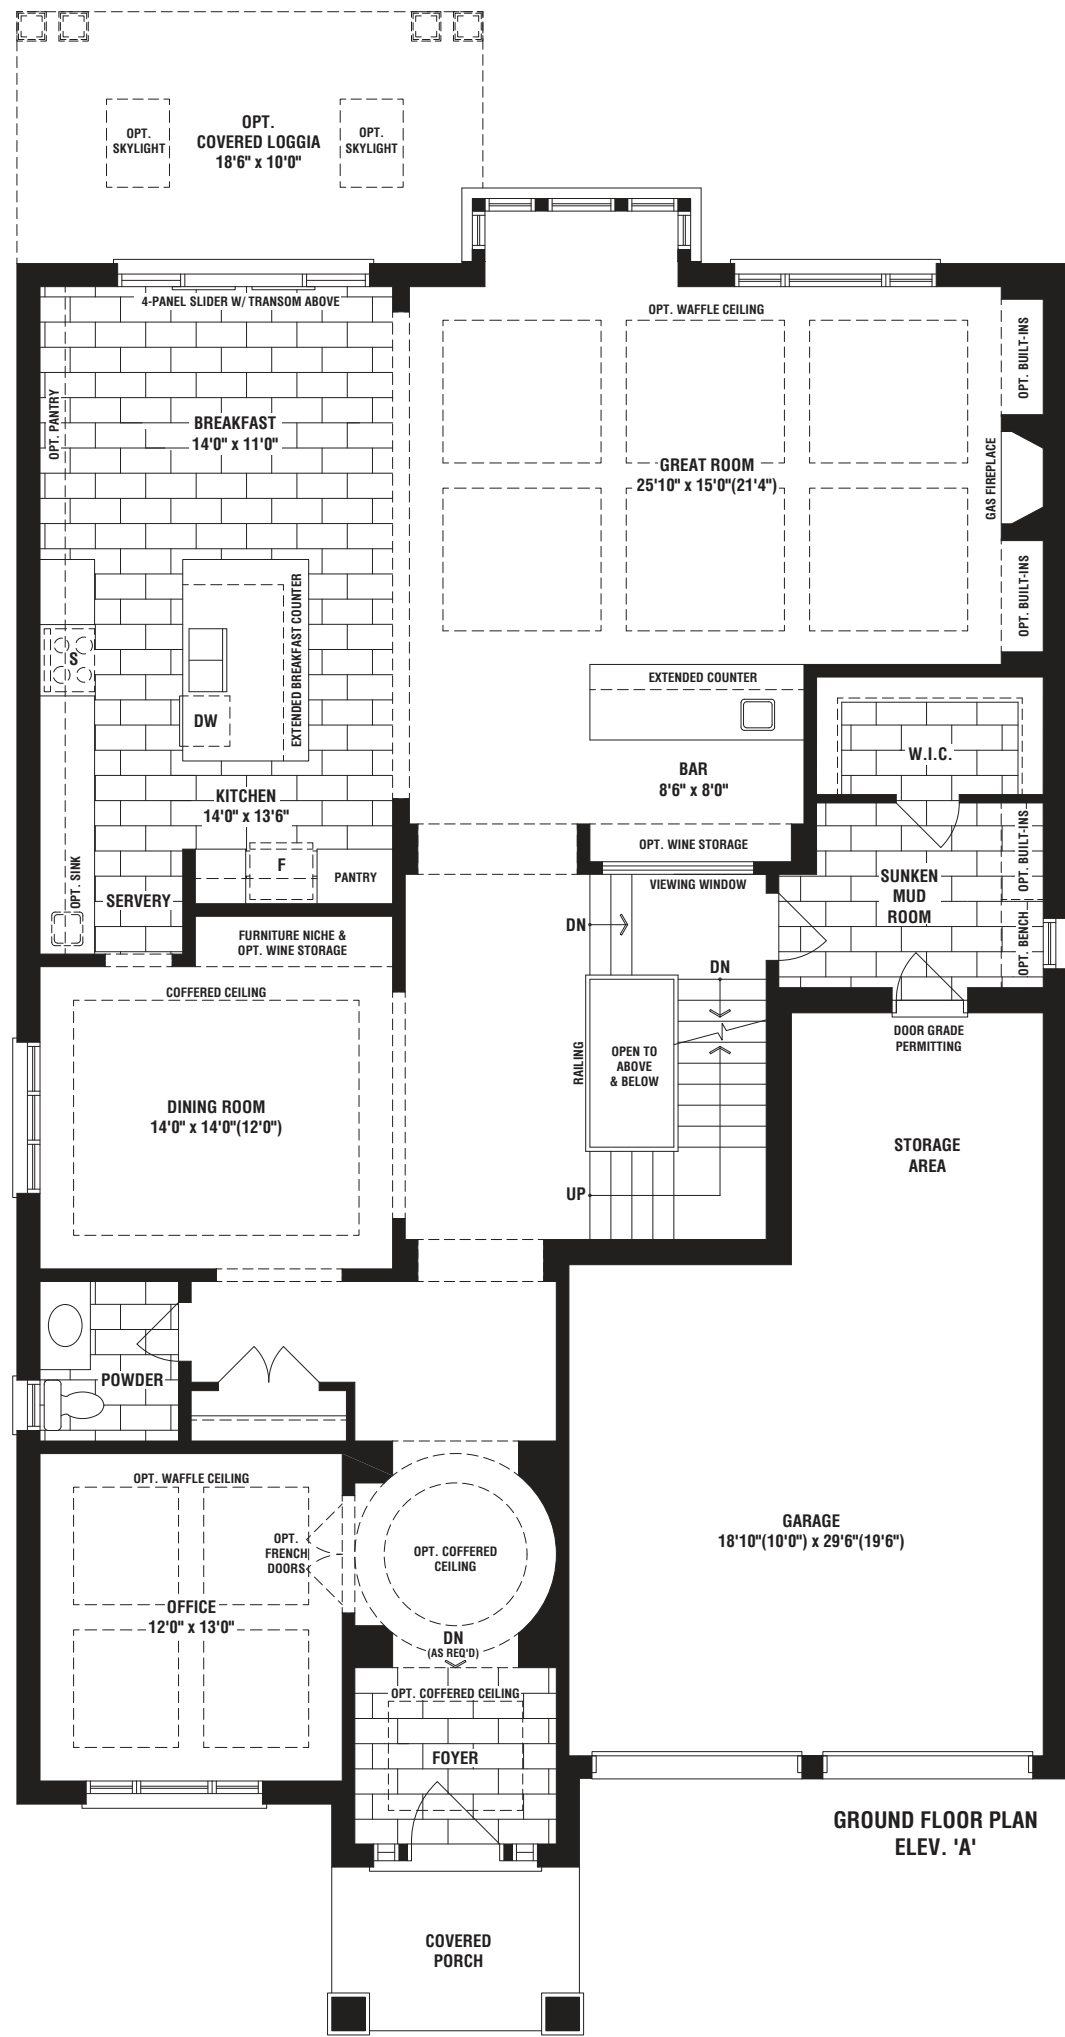 OPT.
SKYLIGHT
OPT.
COVERED LOGGIA
18'6" x 10'0"
OPT.
SKYLIGHT
4-PANEL SLIDER W/ TRANSOM ABOVE
OPT. WAFFLE CEILING
OPT. BUILT-INS
OPT. PANTRY
BREAKFAST
14'0" x 11'0"
GREAT ROOM
25'10" x 15'0"(21'4")
GAS FIREPLACE
OPT. BUILT-INS
EXTENDED BREAKFAST COUNTER
S
DW
EXTENDED COUNTER
W.I.C.
BAR
8'6" x 8'0"
KITCHEN
14'0" x 13'6"
OPT. WINE STORAGE
OPT. BUILT-INS
F
PANTRY
OPT. SINK
SERVERY
VIEWING WINDOW
SUNKEN
MUD
ROOM
OPT. BENCH
FURNITURE NICHE &
OPT. WINE STORAGE
DN
DN
COFFERED CEILING
DOOR GRADE
PERMITTING
RAILING
OPEN TO
ABOVE
& BELOW
DINING ROOM
14'0" x 14'0"(12'0")
STORAGE
AREA
UP
POWDER
OPT. WAFFLE CEILING
OPT.
FRENCH
DOORS
OPT. COFFERED
CEILING
GARAGE
18'10"(10'0") x 29'6"(19'6")
OFFICE
12'0" x 13'0"
DN
(AS REQ'D)
OPT. COFFERED CEILING
FOYER
GROUND FLOOR PLAN
ELEV. 'A'
COVERED
PORCH